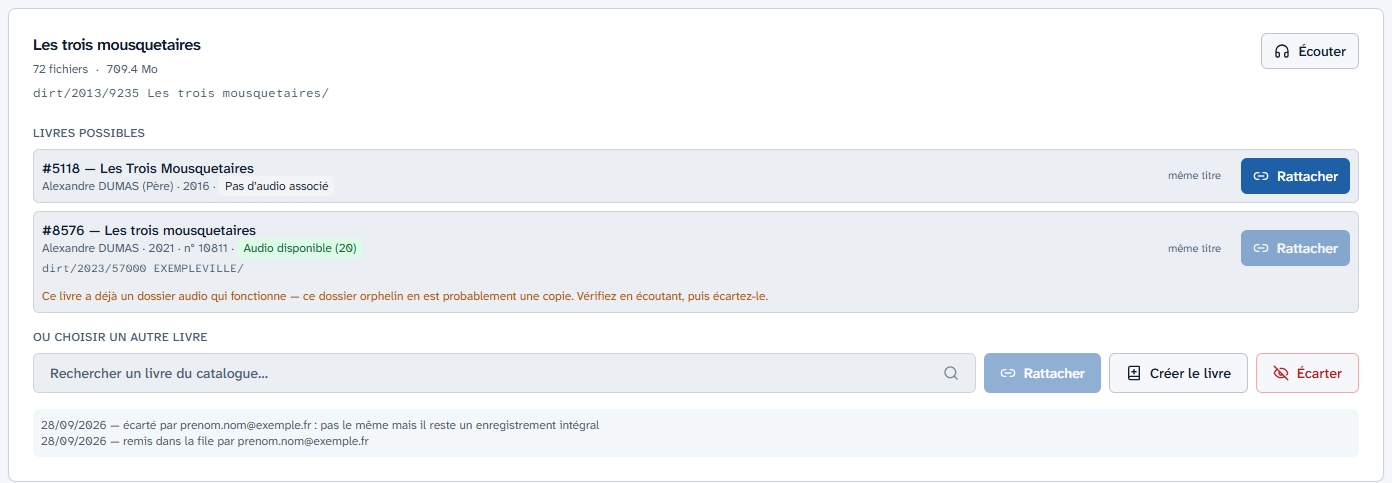 Les trois mousquetaires
Écouter
72 fichiers · 709.4 Mo
dirt/2013/9235 Les trois mousquetaires/
LIVRES POSSIBLES
#5118 — Les Trois Mousquetaires
Alexandre DUMAS (Père) · 2016 · Pas d'audio associé
même titre
Rattacher
#8576 — Les trois mousquetaires
Alexandre DUMAS · 2021 · n° 10811 · Audio disponible (20)
dirt/2023/57000 EXEMPLEVILLE/
même titre
Rattacher
Ce livre a déjà un dossier audio qui fonctionne — ce dossier orphelin en est probablement une copie. Vérifiez en écoutant, puis écartez-le.
OU CHOISIR UN AUTRE LIVRE
Rechercher un livre du catalogue...
Rattacher
Créer le livre
Écarter
28/09/2026 — écarté par prenom.nom@exemple.fr : pas le même mais il reste un enregistrement intégral
28/09/2026 — remis dans la file par prenom.nom@exemple.fr